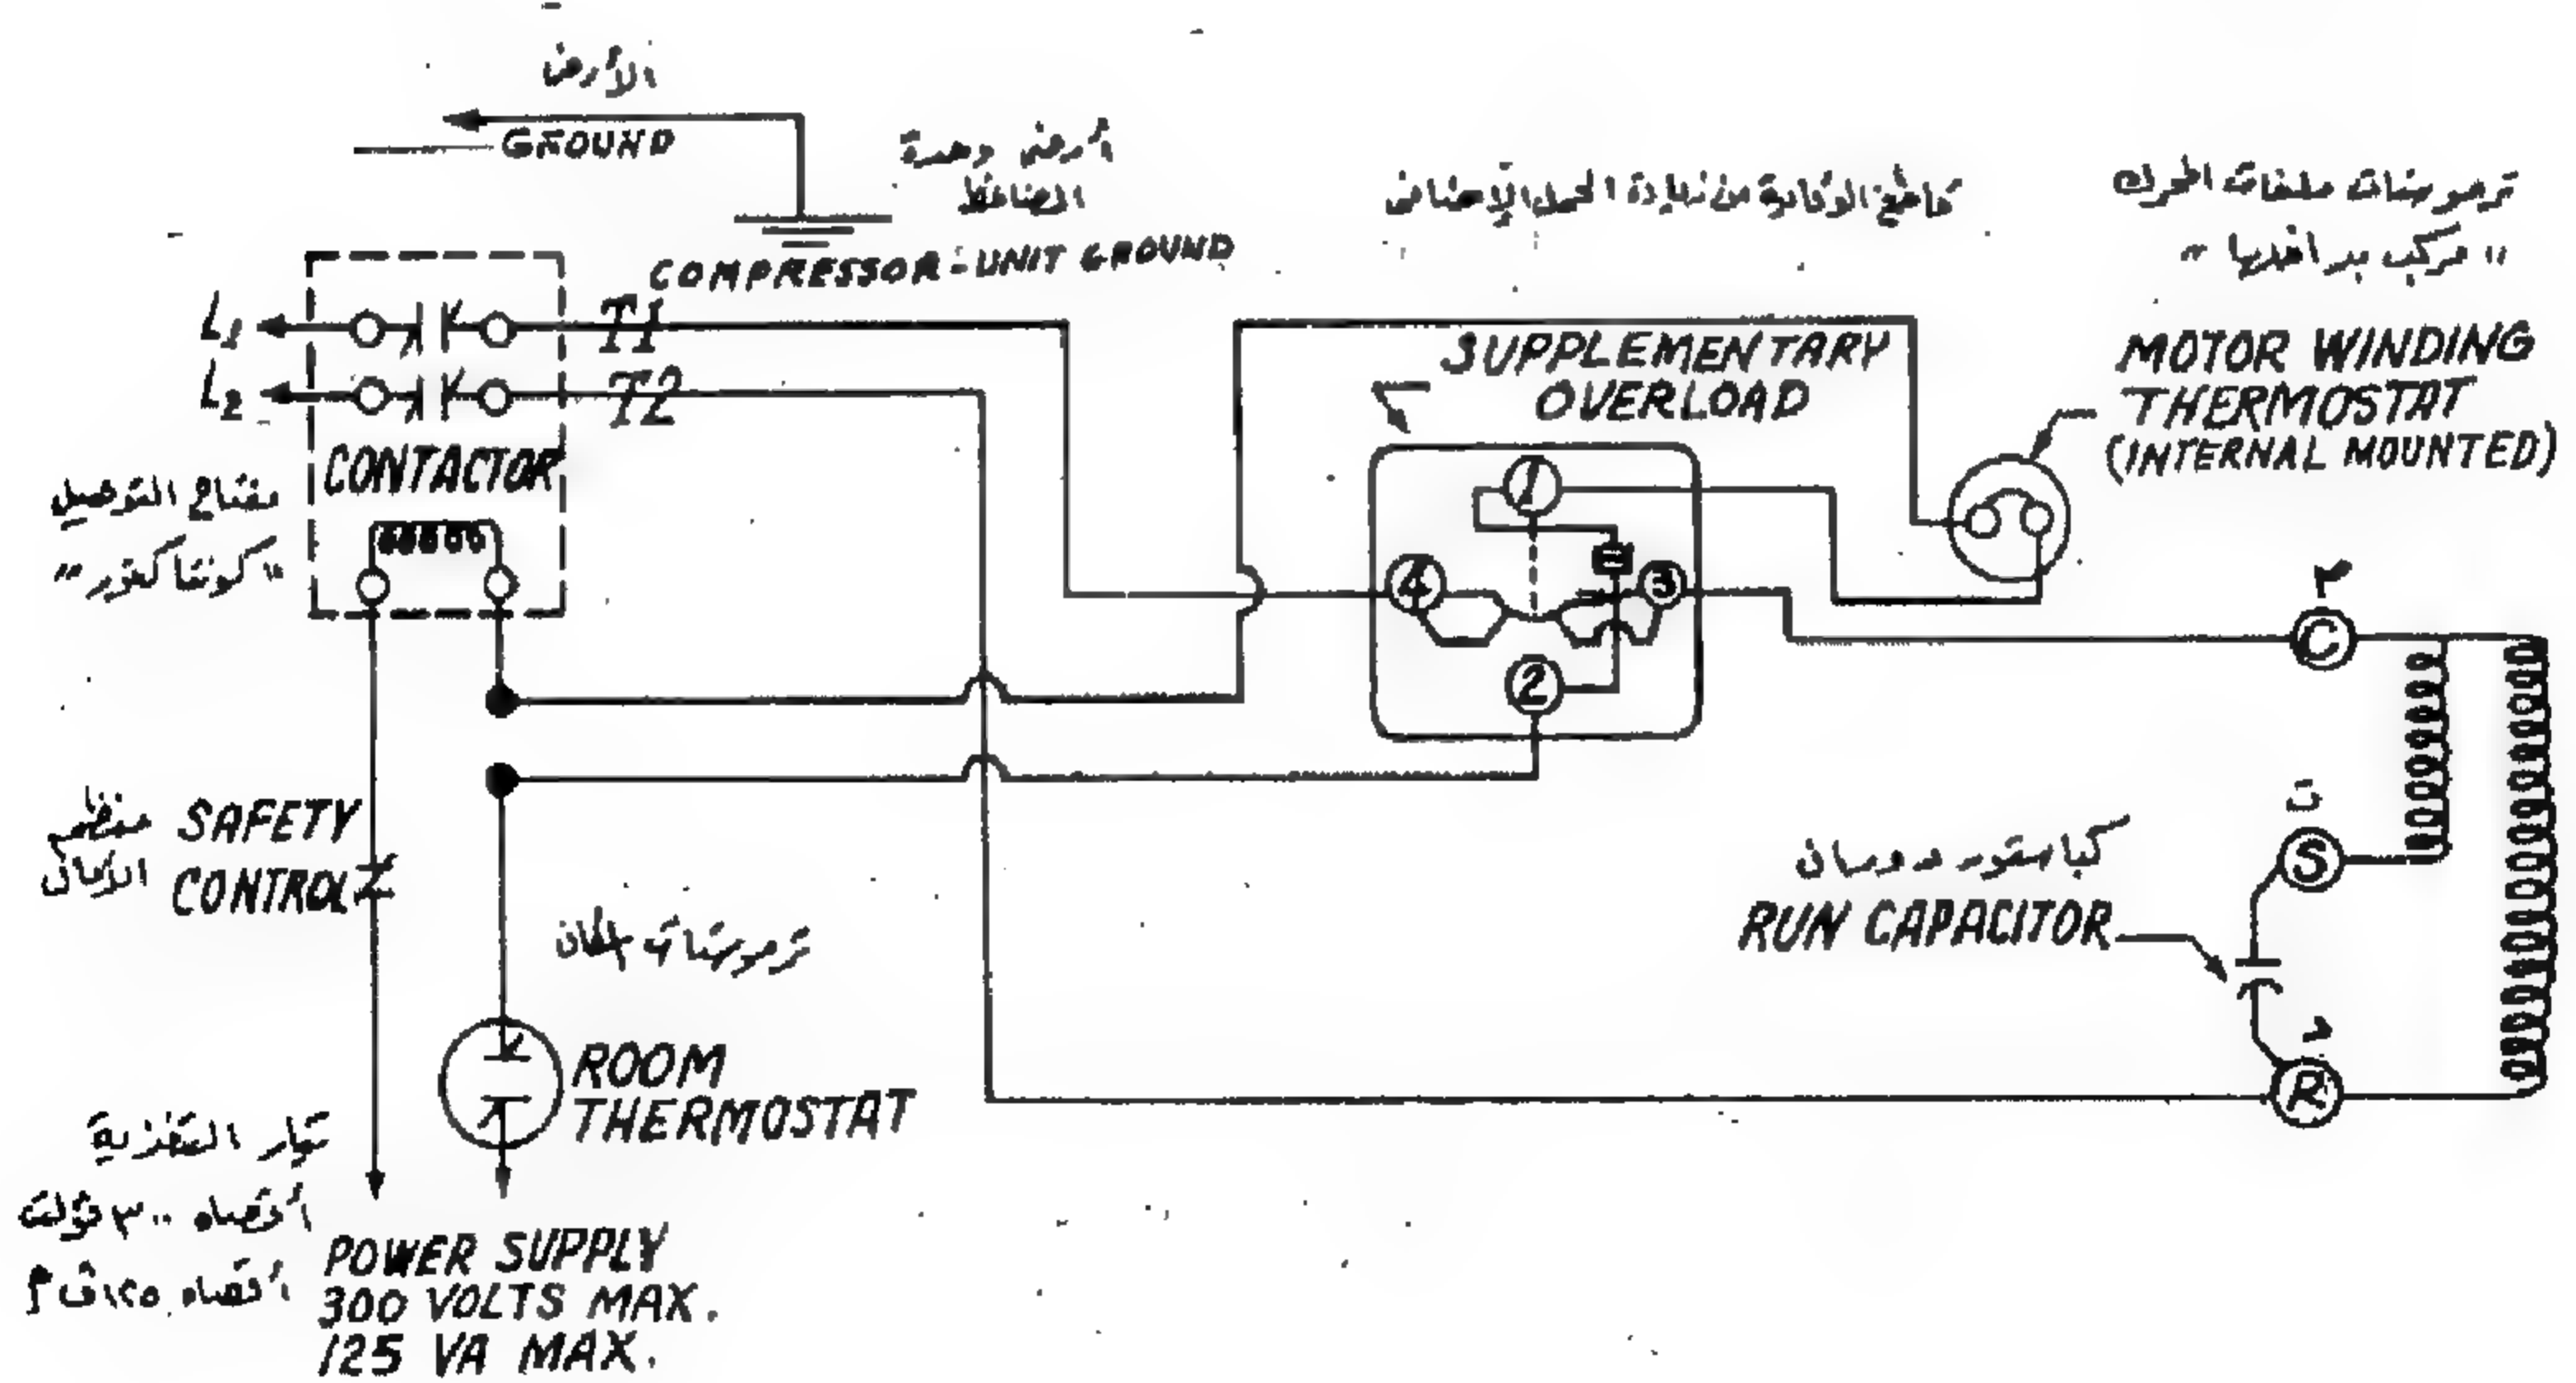 الأرض
GROUND
أرضى وحدة
الضاغط
COMPRESSOR-UNIT GROUND
قاطع الوقاية من زيادة الحمل الإضافى
ترموستات ملفات المحرك
"مركب بداخلها"
L1
T1
L2
T2
CONTACTOR
مفتاح التوصيل
"كونتاكتور"
SUPPLEMENTARY
OVERLOAD
MOTOR WINDING
THERMOSTAT
(INTERNAL MOUNTED)
1
4
3
2
م
C
ت
S
كباستور دوران
RUN CAPACITOR
د
R
منظم
الأمان
SAFETY
CONTROL
ترموستات المكان
ROOM
THERMOSTAT
تيار التغذية
أقصاه ٣٠٠ فولت
أقصاه ١٢٥ ف أ
POWER SUPPLY
300 VOLTS MAX.
125 VA MAX.